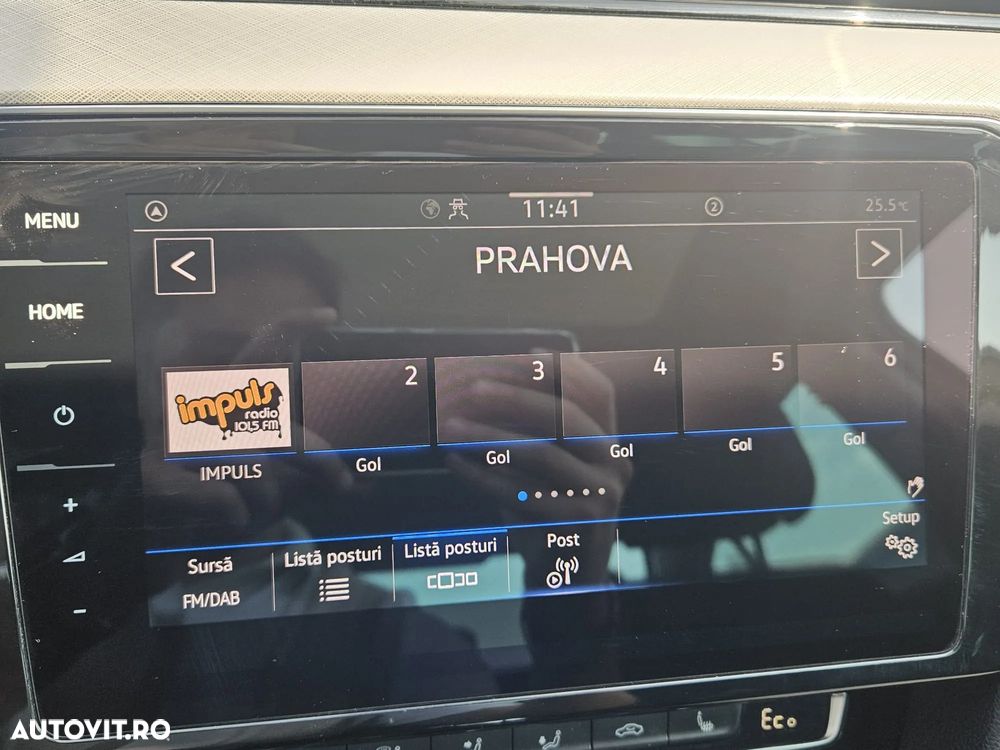 MENU
HOME
11:41
2
25.5°C
PRAHOVA
impuls
radio
101,5 FM
2
3
4
5
6
IMPULS
Gol
Gol
Gol
Gol
Gol
Setup
Sursă
FM/DAB
Listă posturi
Listă posturi
Post
Eco
AUTOVIT.RO